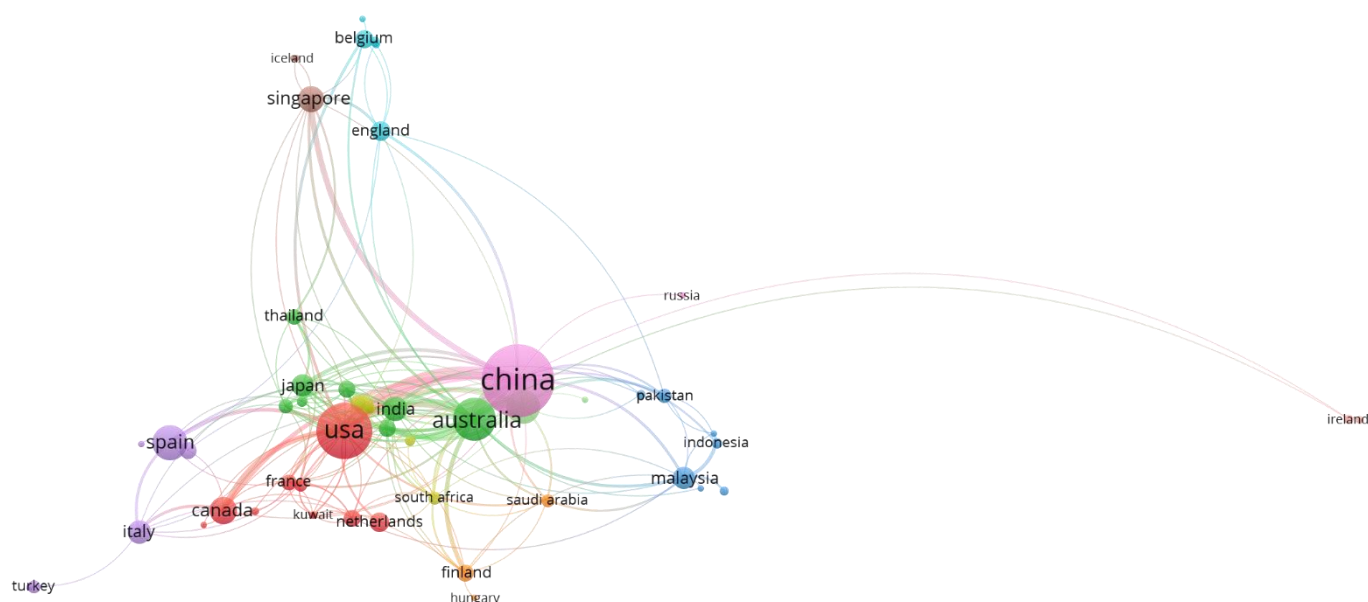 belgium
iceland
singapore
england
russia
thailand
china
japan
pakistan
india
australia
ireland
usa
spain
indonesia
malaysia
france
south africa
saudi arabia
canada
kuwait
netherlands
italy
finland
turkey
hungary